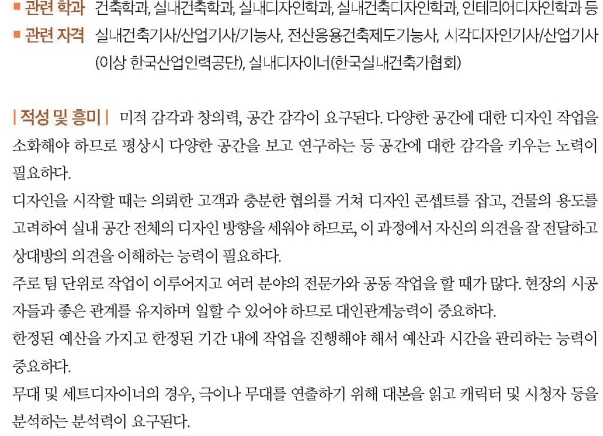 ■ 관련 학과 건축학과, 실내건축학과, 실내디자인학과, 실내건축디자인학과, 인테리어디자인학과 등
■ 관련 자격 실내건축기사/산업기사/기능사, 전산응용건축제도기능사, 시각디자인기사/산업기사
(이상 한국산업인력공단), 실내디자이너(한국실내건축가협회)
| 적성 및 흥미 | 미적 감각과 창의력, 공간 감각이 요구된다. 다양한 공간에 대한 디자인 작업을
소화해야 하므로 평상시 다양한 공간을 보고 연구하는 등 공간에 대한 감각을 키우는 노력이
필요하다.
디자인을 시작할 때는 의뢰한 고객과 충분한 협의를 거쳐 디자인 콘셉트를 잡고, 건물의 용도를
고려하여 실내 공간 전체의 디자인 방향을 세워야 하므로, 이 과정에서 자신의 의견을 잘 전달하고
상대방의 의견을 이해하는 능력이 필요하다.
주로 팀 단위로 작업이 이루어지고 여러 분야의 전문가와 공동 작업을 할 때가 많다. 현장의 시공
자들과 좋은 관계를 유지하며 일할 수 있어야 하므로 대인관계능력이 중요하다.
한정된 예산을 가지고 한정된 기간 내에 작업을 진행해야 해서 예산과 시간을 관리하는 능력이
중요하다.
무대 및 세트디자이너의 경우, 극이나 무대를 연출하기 위해 대본을 읽고 캐릭터 및 시청자 등을
분석하는 분석력이 요구된다.